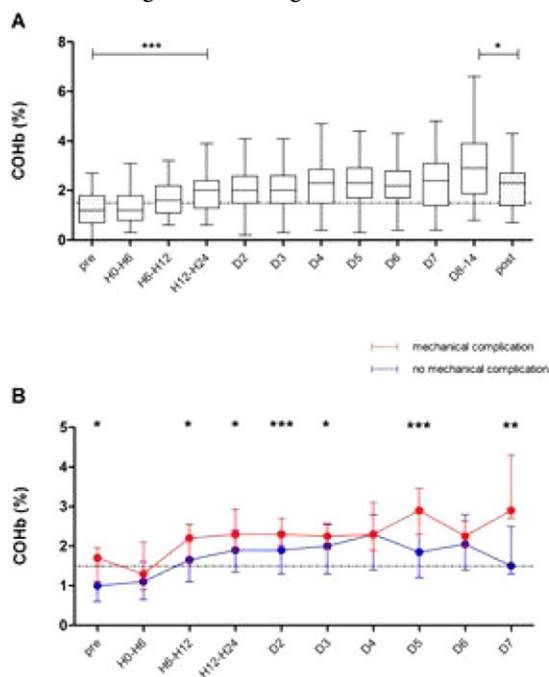 A
***
*
COHb (%)
8
6
4
2
0
pre
H0-H6
H6-H12
H12-H24
D2
D3
D4
D5
D6
D7
D8-14
post
mechanical complication
no mechanical complication
B
*
*
*
***
*
***
**
COHb (%)
5
4
3
2
1
0
pre
H0-H6
H6-H12
H12-H24
D2
D3
D4
D5
D6
D7